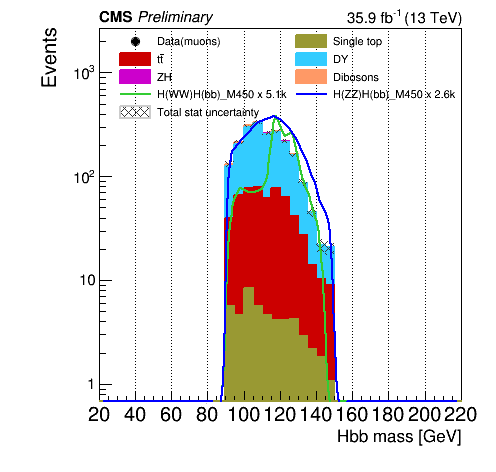 CMS Preliminary 35.9 fb⁻¹ (13 TeV)
Events
Data(muons) Single top
tt̄ DY
ZH Dibosons
H(WW)H(bb)_M450 x 5.1k H(ZZ)H(bb)_M450 x 2.6k
Total stat uncertainty
10³
10²
10
1
20 40 60 80 100 120 140 160 180 200 220
Hbb mass [GeV]